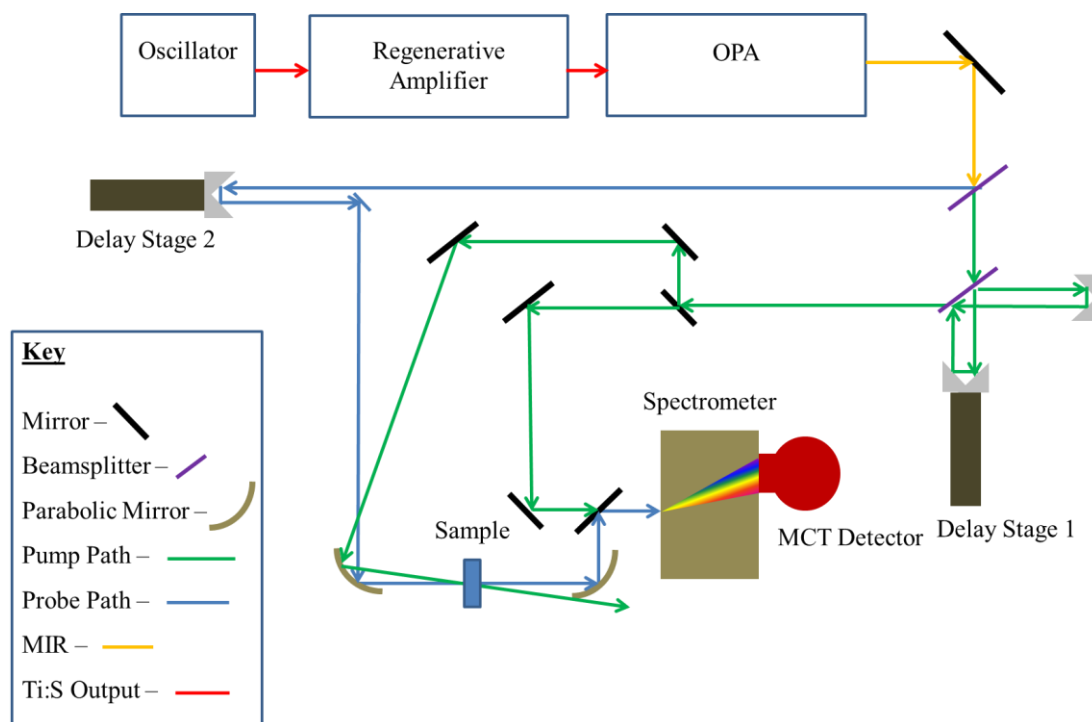 Oscillator
Regenerative
Amplifier
OPA
Delay Stage 2
Key
Mirror –
Beamsplitter –
Parabolic Mirror –
Pump Path –
Probe Path –
MIR –
Ti:S Output –
Sample
Spectrometer
MCT Detector
Delay Stage 1